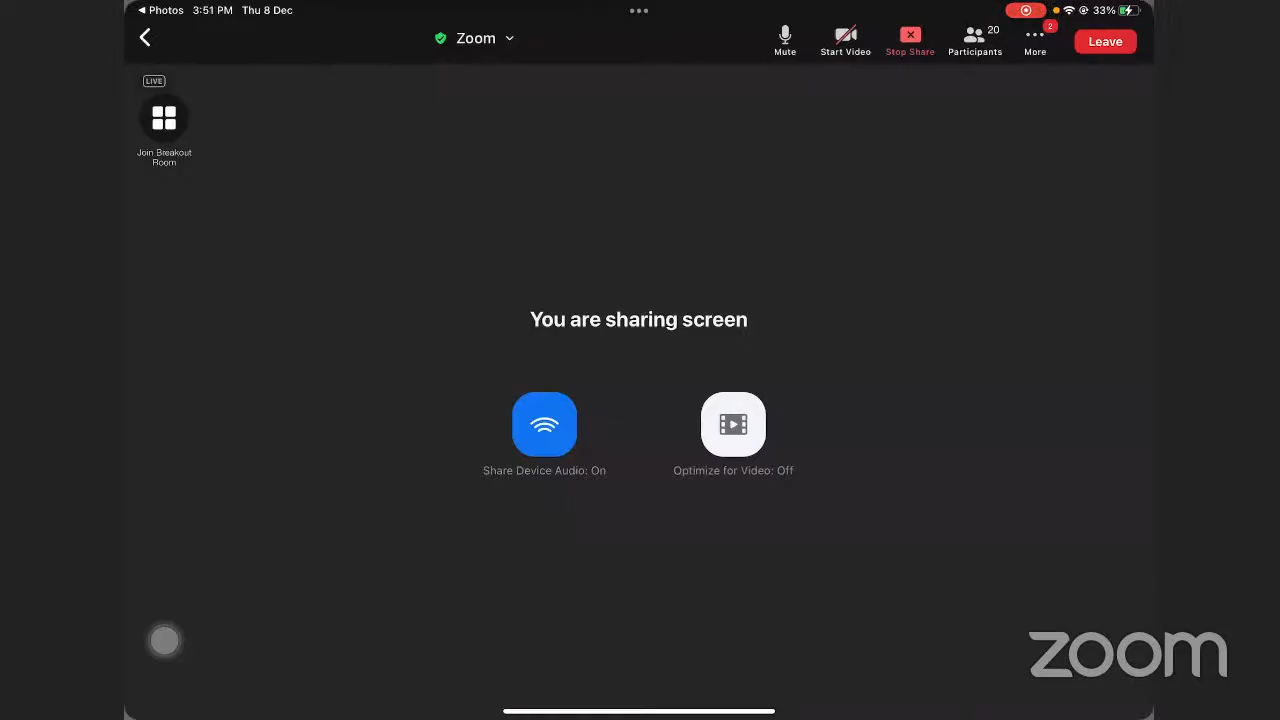 ◀ Photos 3:51 PM Thu 8 Dec
33%
Zoom
Mute
Start Video
Stop Share
20
Participants
2
More
Leave
LIVE
Join Breakout
Room
You are sharing screen
Share Device Audio: On
Optimize for Video: Off
zoom